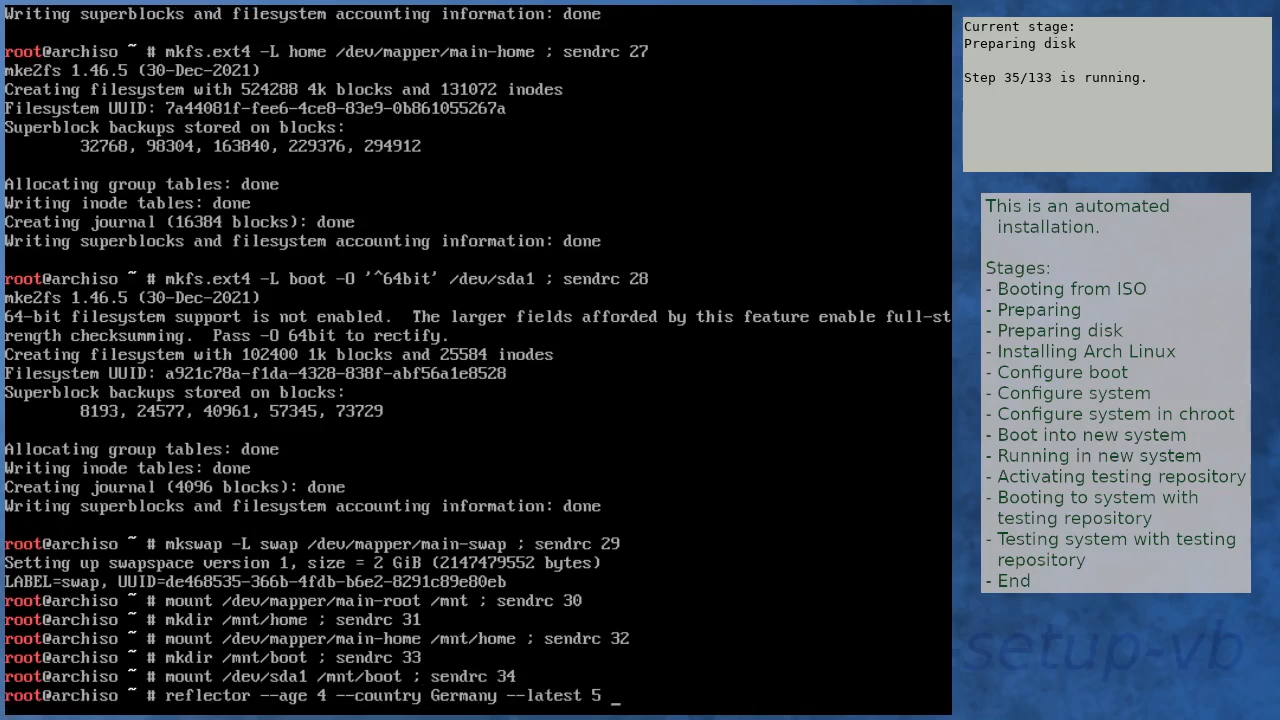 Writing superblocks and filesystem accounting information: done
root@archiso ~ # mkfs.ext4 -L home /dev/mapper/main-home ; sendrc 27
mke2fs 1.46.5 (30-Dec-2021)
Creating filesystem with 524288 4k blocks and 131072 inodes
Filesystem UUID: 7a44081f-fee6-4ce8-83e9-0b861055267a
Superblock backups stored on blocks:
32768, 98304, 163840, 229376, 294912
Allocating group tables: done
Writing inode tables: done
Creating journal (16384 blocks): done
Writing superblocks and filesystem accounting information: done
root@archiso ~ # mkfs.ext4 -L boot -O '^64bit' /dev/sda1 ; sendrc 28
mke2fs 1.46.5 (30-Dec-2021)
64-bit filesystem support is not enabled.  The larger fields afforded by this feature enable full-st
rength checksumming.  Pass -O 64bit to rectify.
Creating filesystem with 102400 1k blocks and 25584 inodes
Filesystem UUID: a921c78a-f1da-4328-838f-abf56a1e8528
Superblock backups stored on blocks:
8193, 24577, 40961, 57345, 73729
Allocating group tables: done
Writing inode tables: done
Creating journal (4096 blocks): done
Writing superblocks and filesystem accounting information: done
root@archiso ~ # mkswap -L swap /dev/mapper/main-swap ; sendrc 29
Setting up swapspace version 1, size = 2 GiB (2147479552 bytes)
LABEL=swap, UUID=de468535-366b-4fdb-b6e2-8291c89e80eb
root@archiso ~ # mount /dev/mapper/main-root /mnt ; sendrc 30
root@archiso ~ # mkdir /mnt/home ; sendrc 31
root@archiso ~ # mount /dev/mapper/main-home /mnt/home ; sendrc 32
root@archiso ~ # mkdir /mnt/boot ; sendrc 33
root@archiso ~ # mount /dev/sda1 /mnt/boot ; sendrc 34
root@archiso ~ # reflector --age 4 --country Germany --latest 5 _
Current stage:
Preparing disk
Step 35/133 is running.
This is an automated
installation.
Stages:
- Booting from ISO
- Preparing
- Preparing disk
- Installing Arch Linux
- Configure boot
- Configure system
- Configure system in chroot
- Boot into new system
- Running in new system
- Activating testing repository
- Booting to system with
testing repository
- Testing system with testing
repository
- End
-setup-vb